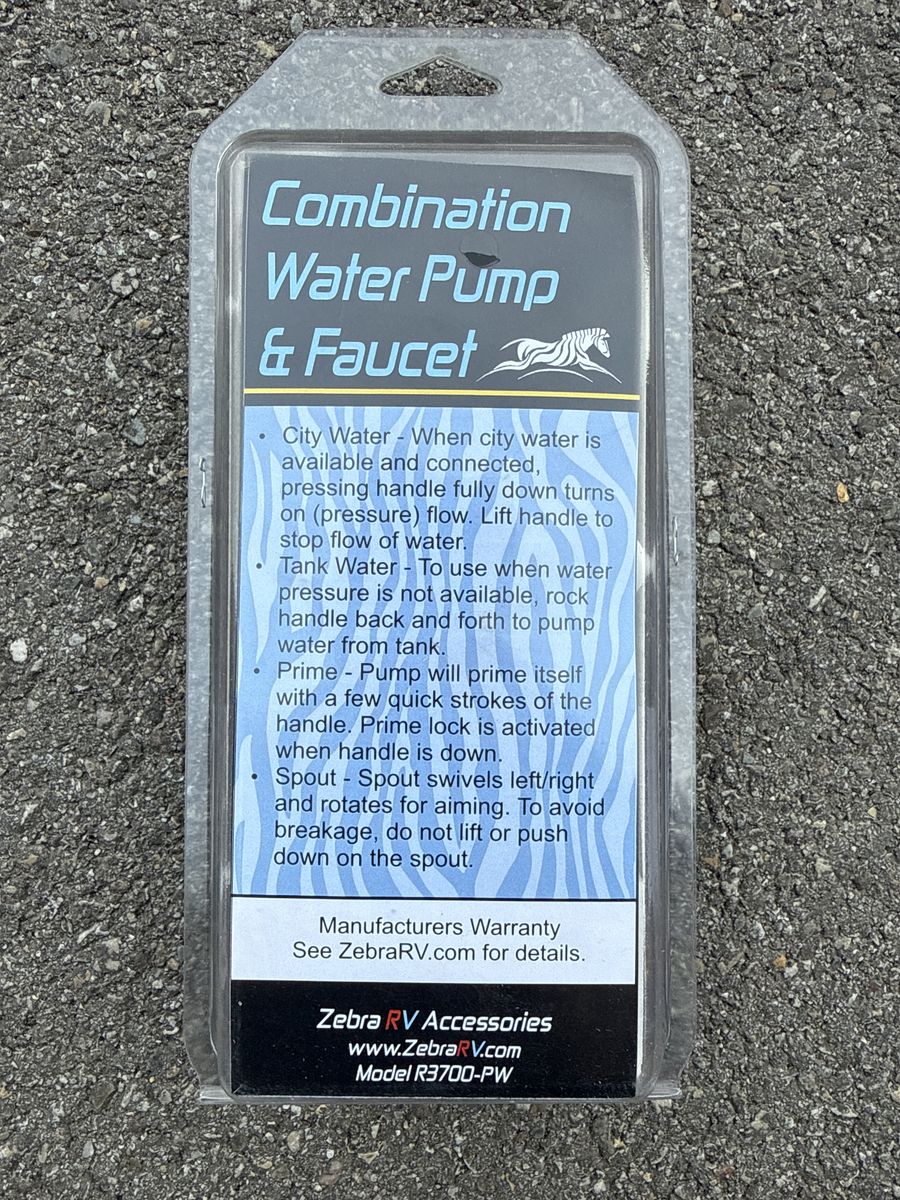 Combination
Water Pump
& Faucet
• City Water - When city water is
available and connected,
pressing handle fully down turns
on (pressure) flow. Lift handle to
stop flow of water.
• Tank Water - To use when water
pressure is not available, rock
handle back and forth to pump
water from tank.
• Prime - Pump will prime itself
with a few quick strokes of the
handle. Prime lock is activated
when handle is down.
• Spout - Spout swivels left/right
and rotates for aiming. To avoid
breakage, do not lift or push
down on the spout.
Manufacturers Warranty
See ZebraRV.com for details.
Zebra RV Accessories
www.ZebraRV.com
Model R3700-PW